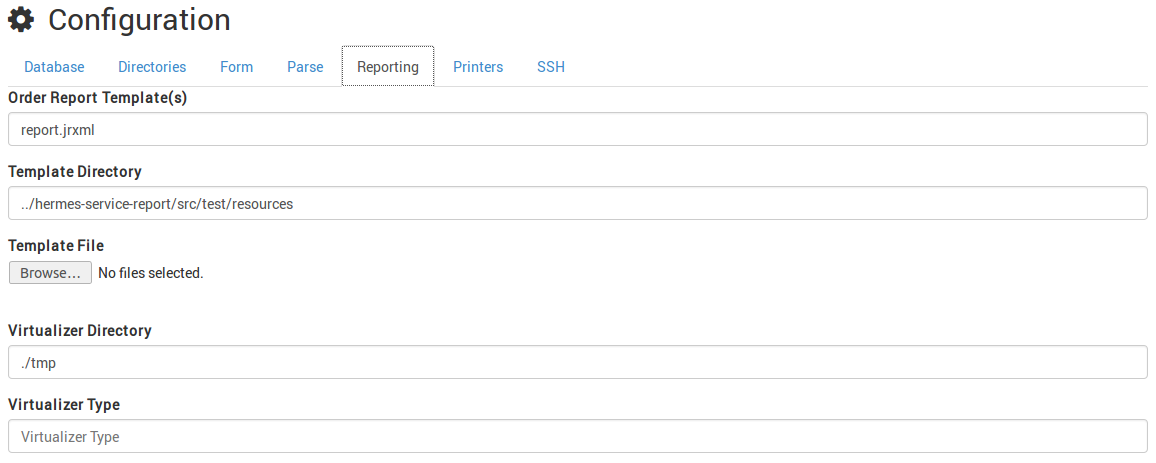 Configuration
Database Directories Form Parse Reporting Printers SSH
Order Report Template(s)
report.jrxml
Template Directory
../hermes-service-report/src/test/resources
Template File
Browse... No files selected.
Virtualizer Directory
./tmp
Virtualizer Type
Virtualizer Type